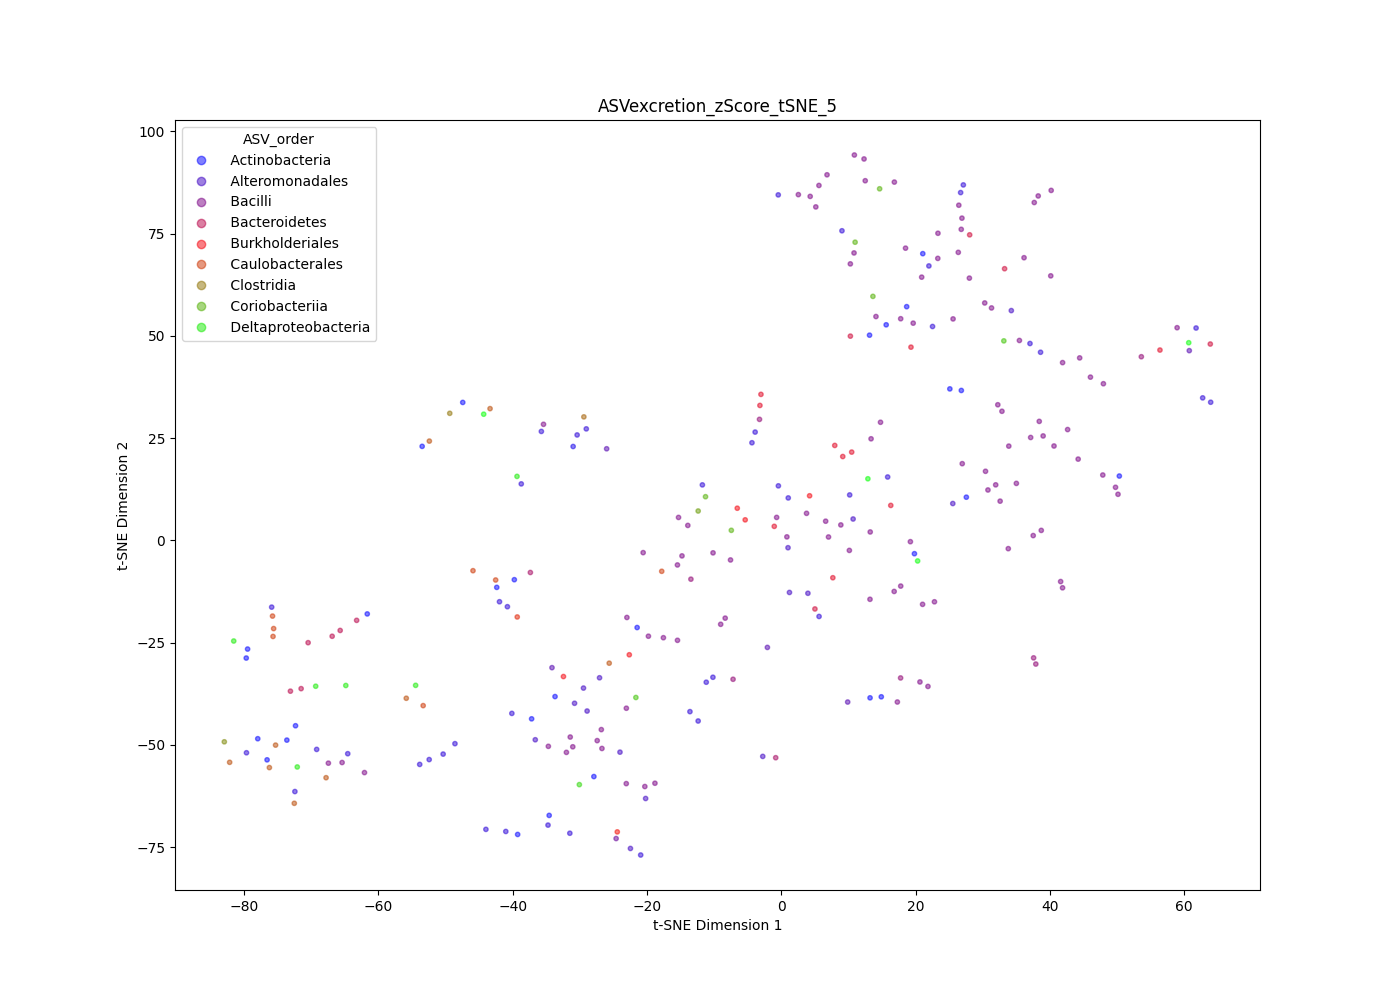 ASVexcretion_zScore_tSNE_5
ASV_order
Actinobacteria
Alteromonadales
Bacilli
Bacteroidetes
Burkholderiales
Caulobacterales
Clostridia
Coriobacteriia
Deltaproteobacteria
100
75
50
25
0
−25
−50
−75
t-SNE Dimension 2
−80
−60
−40
−20
0
20
40
60
t-SNE Dimension 1